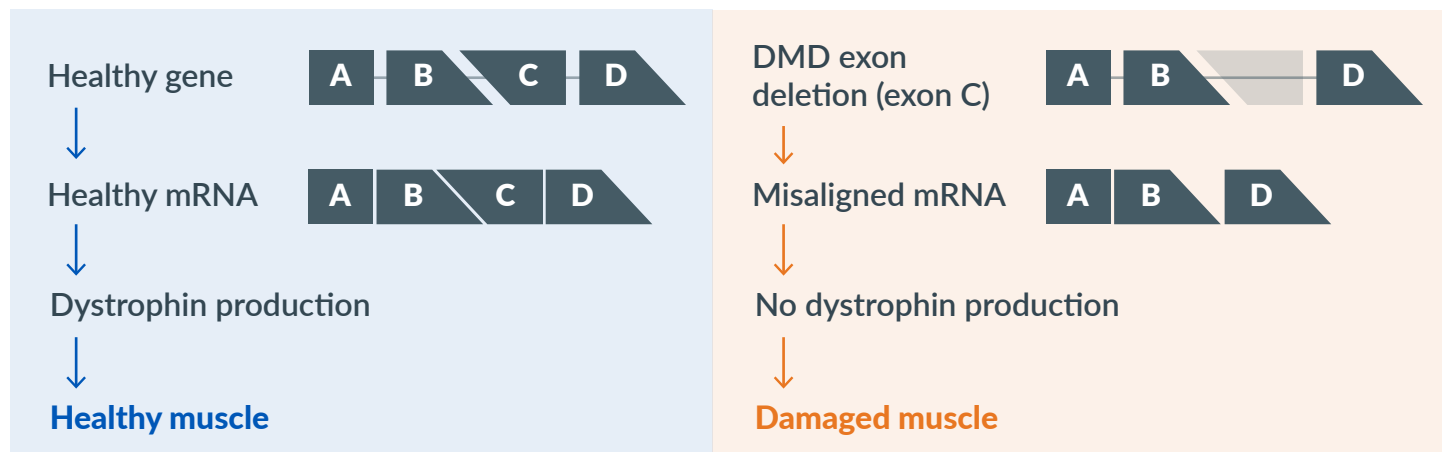 Healthy gene
A B C D
Healthy mRNA
A B C D
Dystrophin production
Healthy muscle
DMD exon
deletion (exon C)
A B D
Misaligned mRNA
A B D
No dystrophin production
Damaged muscle